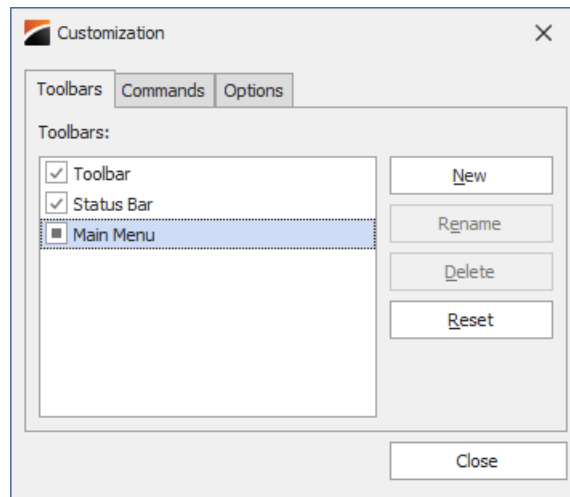 Customization
Toolbars Commands Options
Toolbars:
Toolbar
Status Bar
Main Menu
New
Rename
Delete
Reset
Close